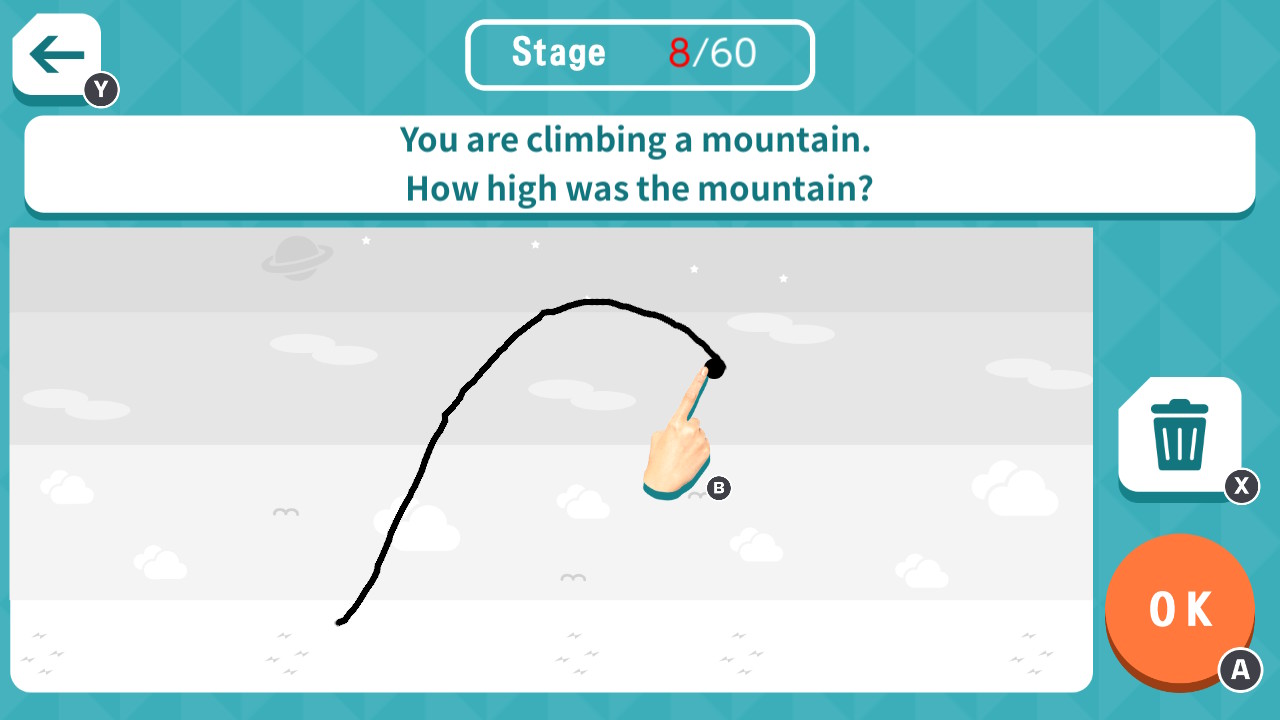 Y
Stage 8/60
You are climbing a mountain.
How high was the mountain?
B
X
OK
A